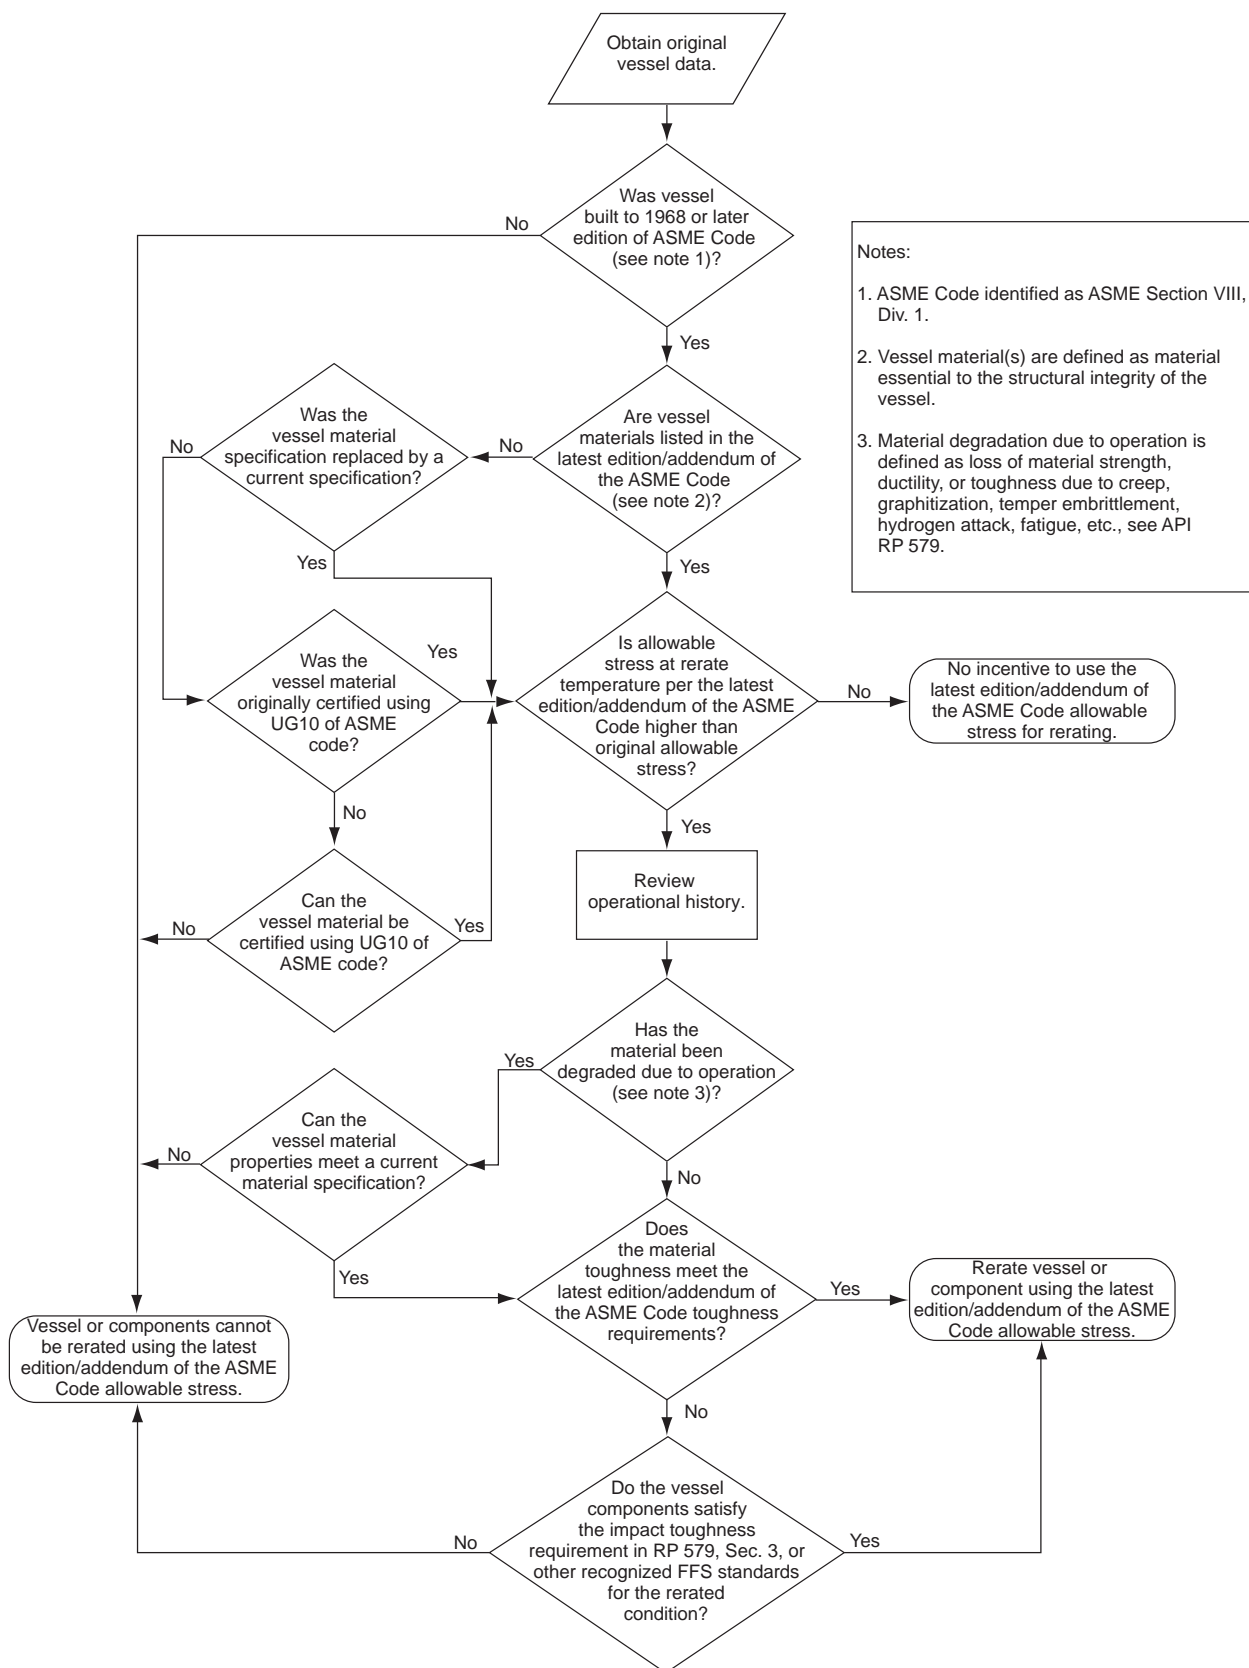 Obtain original
vessel data.
Was vessel
built to 1968 or later
edition of ASME Code
(see note 1)?
No
Yes
Notes:
1. ASME Code identified as ASME Section VIII,
Div. 1.
2. Vessel material(s) are defined as material
essential to the structural integrity of the
vessel.
3. Material degradation due to operation is
defined as loss of material strength,
ductility, or toughness due to creep,
graphitization, temper embrittlement,
hydrogen attack, fatigue, etc., see API
RP 579.
Are vessel
materials listed in the
latest edition/addendum of
the ASME Code
(see note 2)?
No
Yes
Was the
vessel material
specification replaced by a
current specification?
No
Yes
Was the
vessel material
originally certified using
UG10 of ASME
code?
Yes
No
Is allowable
stress at rerate
temperature per the latest
edition/addendum of the ASME
Code higher than
original allowable
stress?
No
Yes
No incentive to use the
latest edition/addendum of
the ASME Code allowable
stress for rerating.
Can the
vessel material be
certified using UG10 of
ASME code?
No
Yes
Review
operational history.
Has the
material been
degraded due to operation
(see note 3)?
Yes
No
Can the
vessel material
properties meet a current
material specification?
No
Yes
Does
the material
toughness meet the
latest edition/addendum of
the ASME Code toughness
requirements?
Yes
No
Rerate vessel or
component using the latest
edition/addendum of the ASME
Code allowable stress.
Vessel or components cannot
be rerated using the latest
edition/addendum of the ASME
Code allowable stress.
Do the vessel
components satisfy
the impact toughness
requirement in RP 579, Sec. 3, or
other recognized FFS standards
for the rerated
condition?
No
Yes